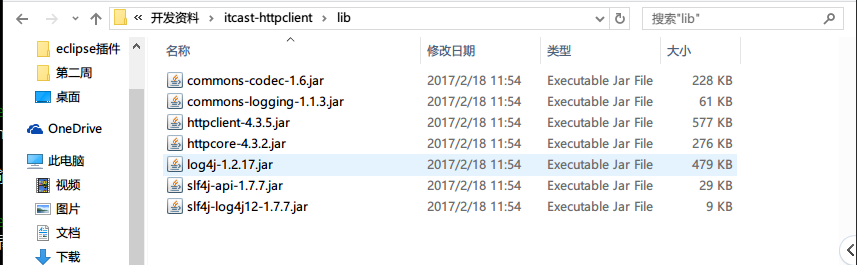 « 开发资料 › itcast-httpclient › lib
搜索"lib"
名称 修改日期 类型 大小
eclipse插件
第二周
桌面
OneDrive
此电脑
视频
图片
文档
下载
commons-codec-1.6.jar 2017/2/18 11:54 Executable Jar File 228 KB
commons-logging-1.1.3.jar 2017/2/18 11:54 Executable Jar File 61 KB
httpclient-4.3.5.jar 2017/2/18 11:54 Executable Jar File 577 KB
httpcore-4.3.2.jar 2017/2/18 11:54 Executable Jar File 276 KB
log4j-1.2.17.jar 2017/2/18 11:54 Executable Jar File 479 KB
slf4j-api-1.7.7.jar 2017/2/18 11:54 Executable Jar File 29 KB
slf4j-log4j12-1.7.7.jar 2017/2/18 11:54 Executable Jar File 9 KB